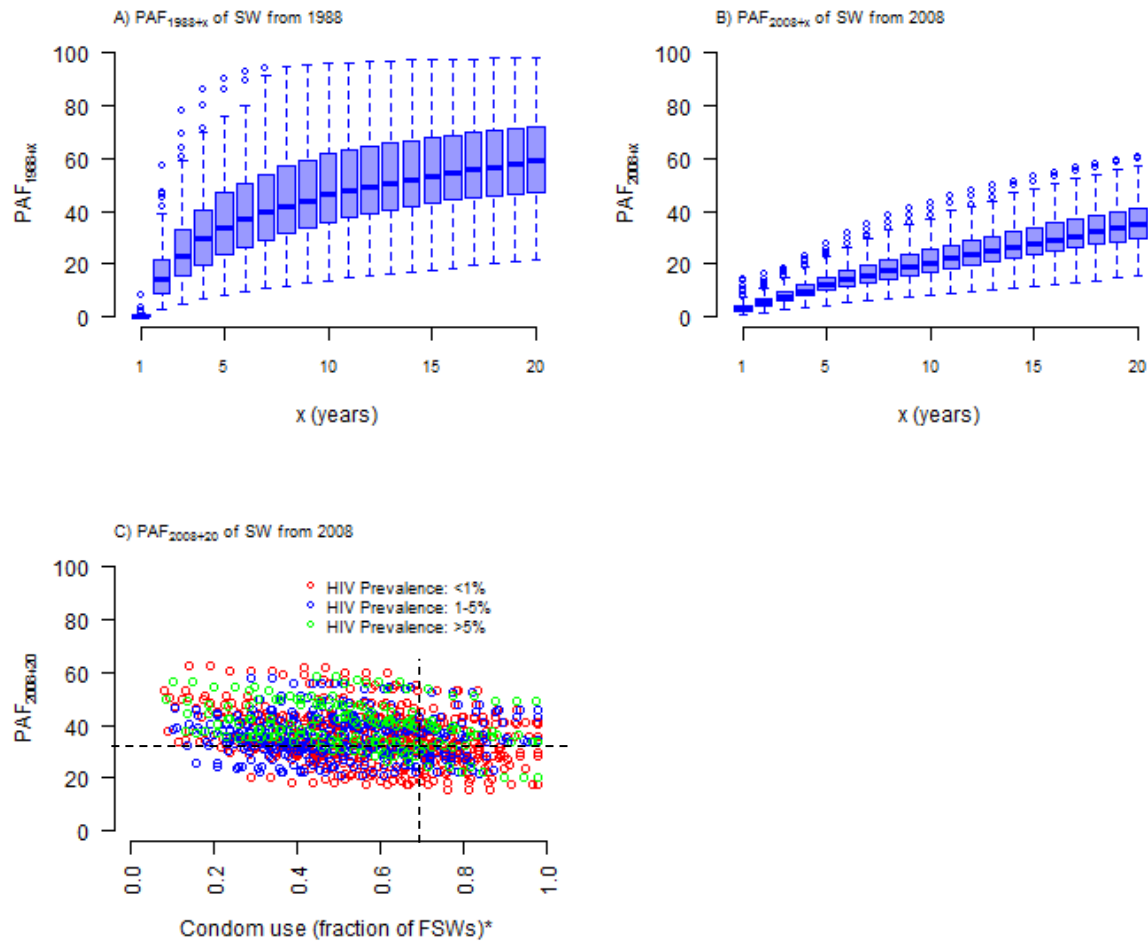 A) PAF1988+x of SW from 1988
100
80
60
40
20
0
PAF1988+x
1 5 10 15 20
x (years)
B) PAF2008+x of SW from 2008
100
80
60
40
20
0
PAF2008+x
1 5 10 15 20
x (years)
C) PAF2008+20 of SW from 2008
100
80
60
40
20
0
PAF2008+20
HIV Prevalence: <1%
HIV Prevalence: 1-5%
HIV Prevalence: >5%
0.0 0.2 0.4 0.6 0.8 1.0
Condom use (fraction of FSWs)*